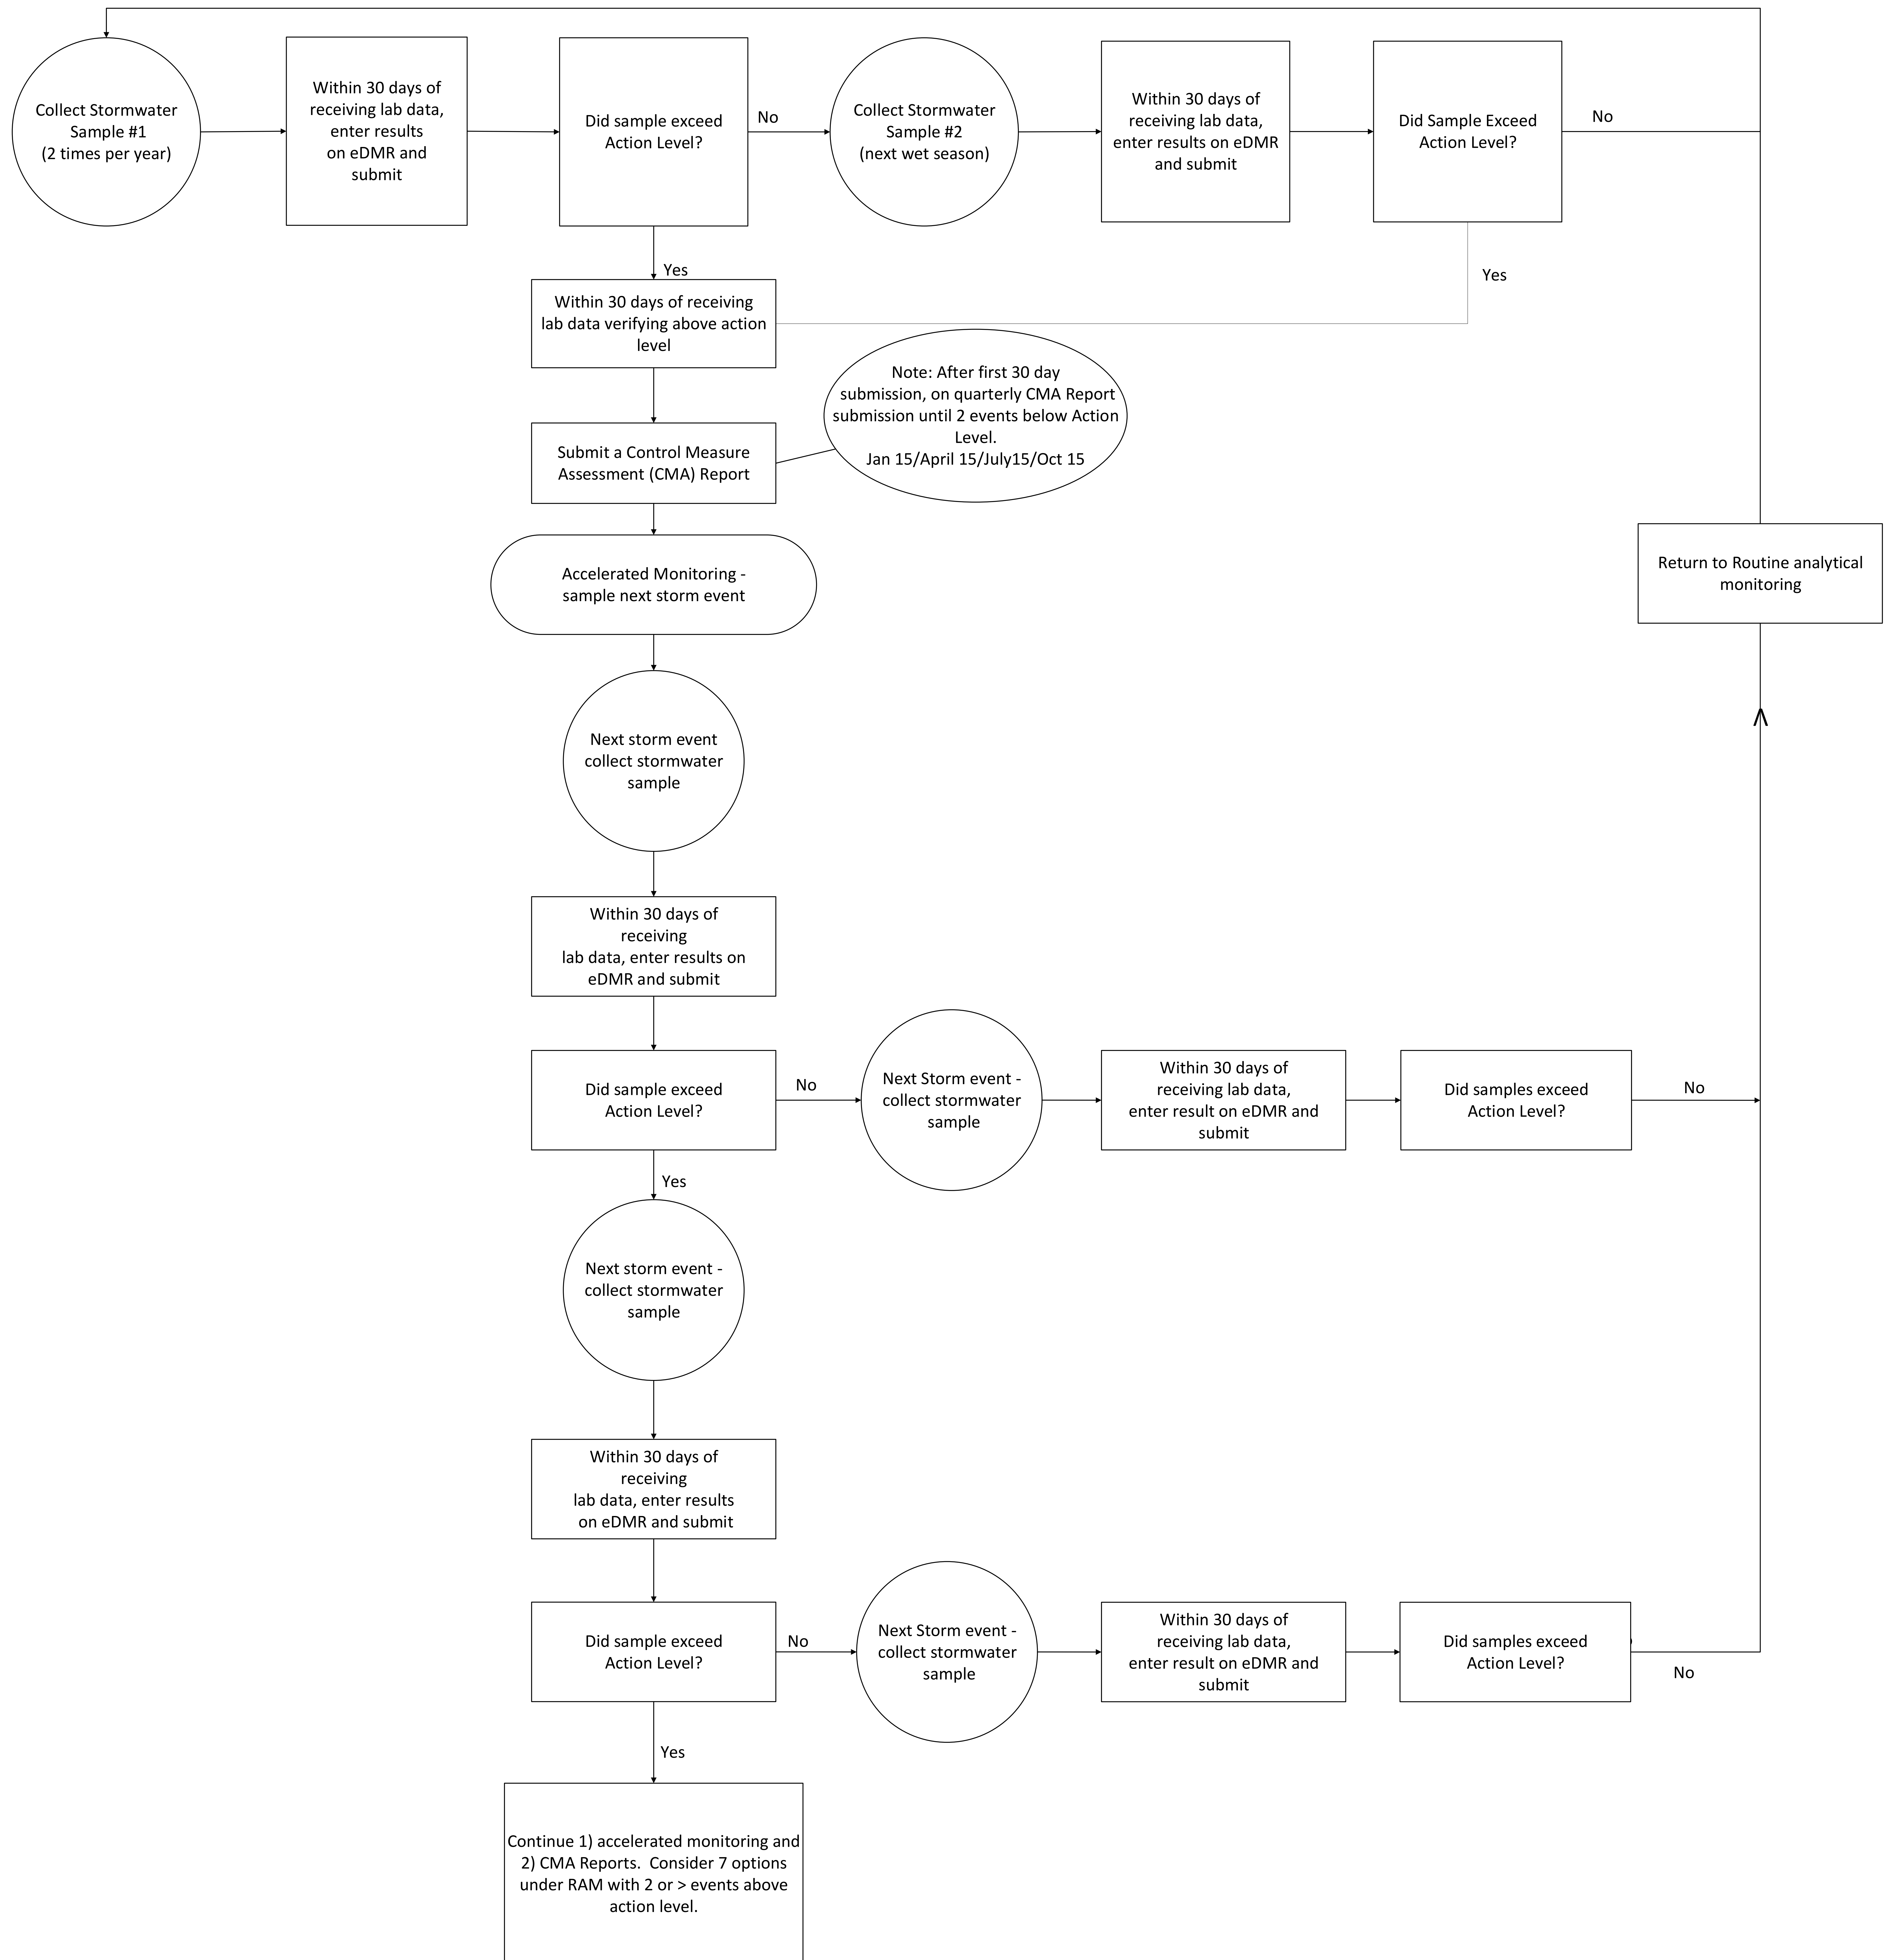 Collect Stormwater
Sample #1
(2 times per year)
Within 30 days of
receiving lab data,
enter results
on eDMR and
submit
Did sample exceed
Action Level?
No
Collect Stormwater
Sample #2
(next wet season)
Within 30 days of
receiving lab data,
enter results on eDMR
and submit
Did Sample Exceed
Action Level?
No
Yes
Yes
Within 30 days of receiving
lab data verifying above action
level
Note: After first 30 day
submission, on quarterly CMA Report
submission until 2 events below Action
Level.
Jan 15/April 15/July15/Oct 15
Submit a Control Measure
Assessment (CMA) Report
Accelerated Monitoring -
sample next storm event
Return to Routine analytical
monitoring
Next storm event
collect stormwater
sample
Within 30 days of
receiving
lab data, enter results on
eDMR and submit
Did sample exceed
Action Level?
No
Next Storm event -
collect stormwater
sample
Within 30 days of
receiving lab data,
enter result on eDMR and
submit
Did samples exceed
Action Level?
No
Yes
Next storm event -
collect stormwater
sample
Within 30 days of
receiving
lab data, enter results
on eDMR and submit
Did sample exceed
Action Level?
No
Next Storm event -
collect stormwater
sample
Within 30 days of
receiving lab data,
enter result on eDMR and
submit
Did samples exceed
Action Level?
No
Yes
Continue 1) accelerated monitoring and
2) CMA Reports.  Consider 7 options
under RAM with 2 or > events above
action level.